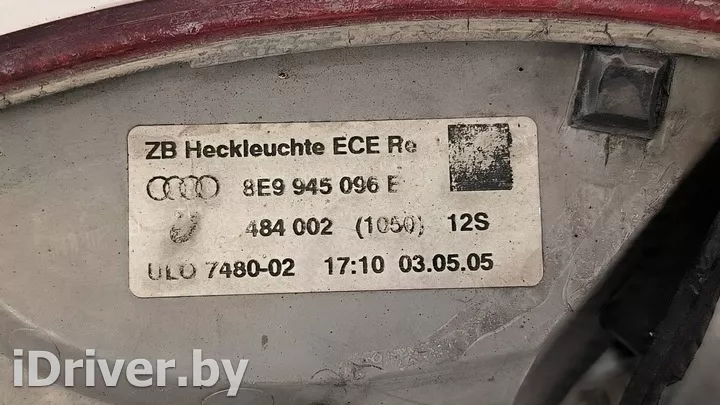 ZB Heckleuchte ECE Re
8E9 945 096 E
484 002 (1050) 12S
ULO 7480-02 17:10 03.05.05
iDriver.by